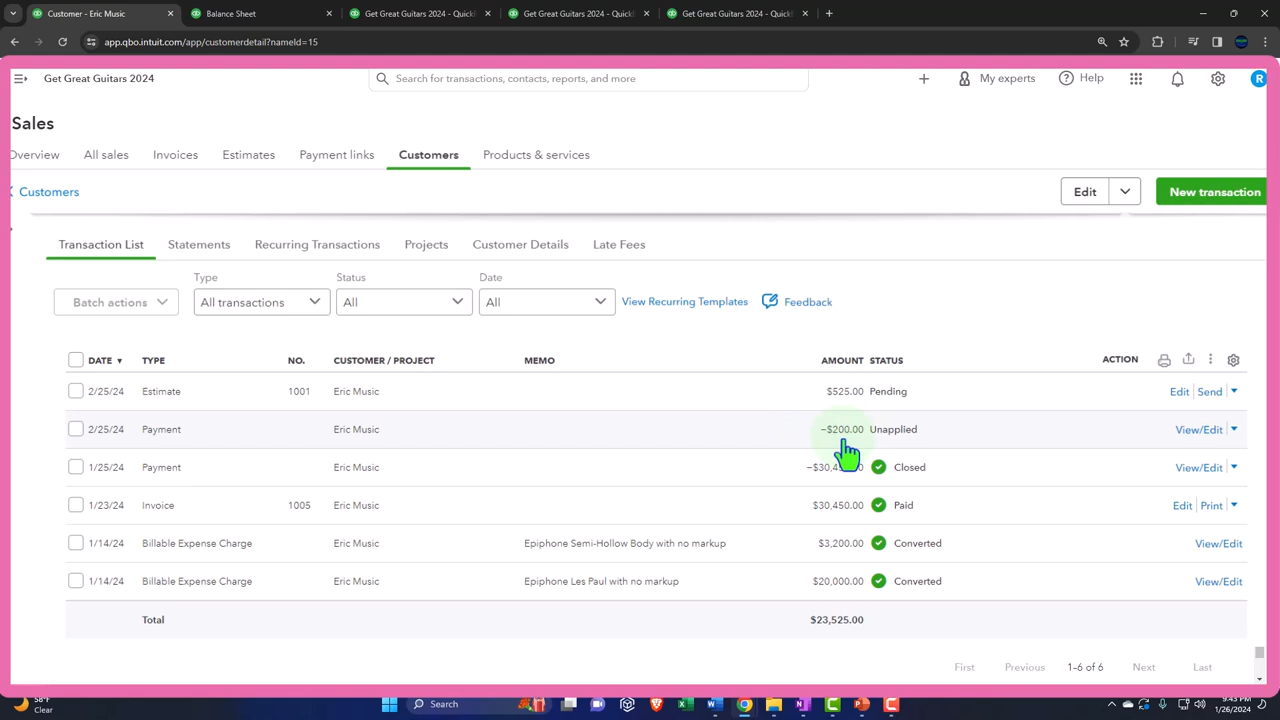 Customer: Eric Music
Balance Sheet
Get Great Guitars 2024 - Quick
Get Great Guitars 2024 - Quick
Get Great Guitars 2024 - Quick
app.qbo.intuit.com/app/customerdetail?nameId=15
Get Great Guitars 2024
Search for transactions, contacts, reports, and more
My experts
Help
R
Sales
Overview
All sales
Invoices
Estimates
Payment links
Customers
Products & services
Customers
Edit
New transaction
Transaction List
Statements
Recurring Transactions
Projects
Customer Details
Late Fees
Type
Status
Date
Batch actions
All transactions
All
All
View Recurring Templates
Feedback
DATE ▼ TYPE NO. CUSTOMER / PROJECT MEMO AMOUNT STATUS ACTION
2/25/24 Estimate 1001 Eric Music $525.00 Pending Edit Send
2/25/24 Payment Eric Music −$200.00 Unapplied View/Edit
1/25/24 Payment Eric Music Closed View/Edit
1/23/24 Invoice 1005 Eric Music $30,450.00 Paid Edit Print
1/14/24 Billable Expense Charge Eric Music Epiphone Semi-Hollow Body with no markup $3,200.00 Converted View/Edit
1/14/24 Billable Expense Charge Eric Music Epiphone Les Paul with no markup $20,000.00 Converted View/Edit
Total $23,525.00
First Previous 1-6 of 6 Next Last
Clear
Search
1/26/2024